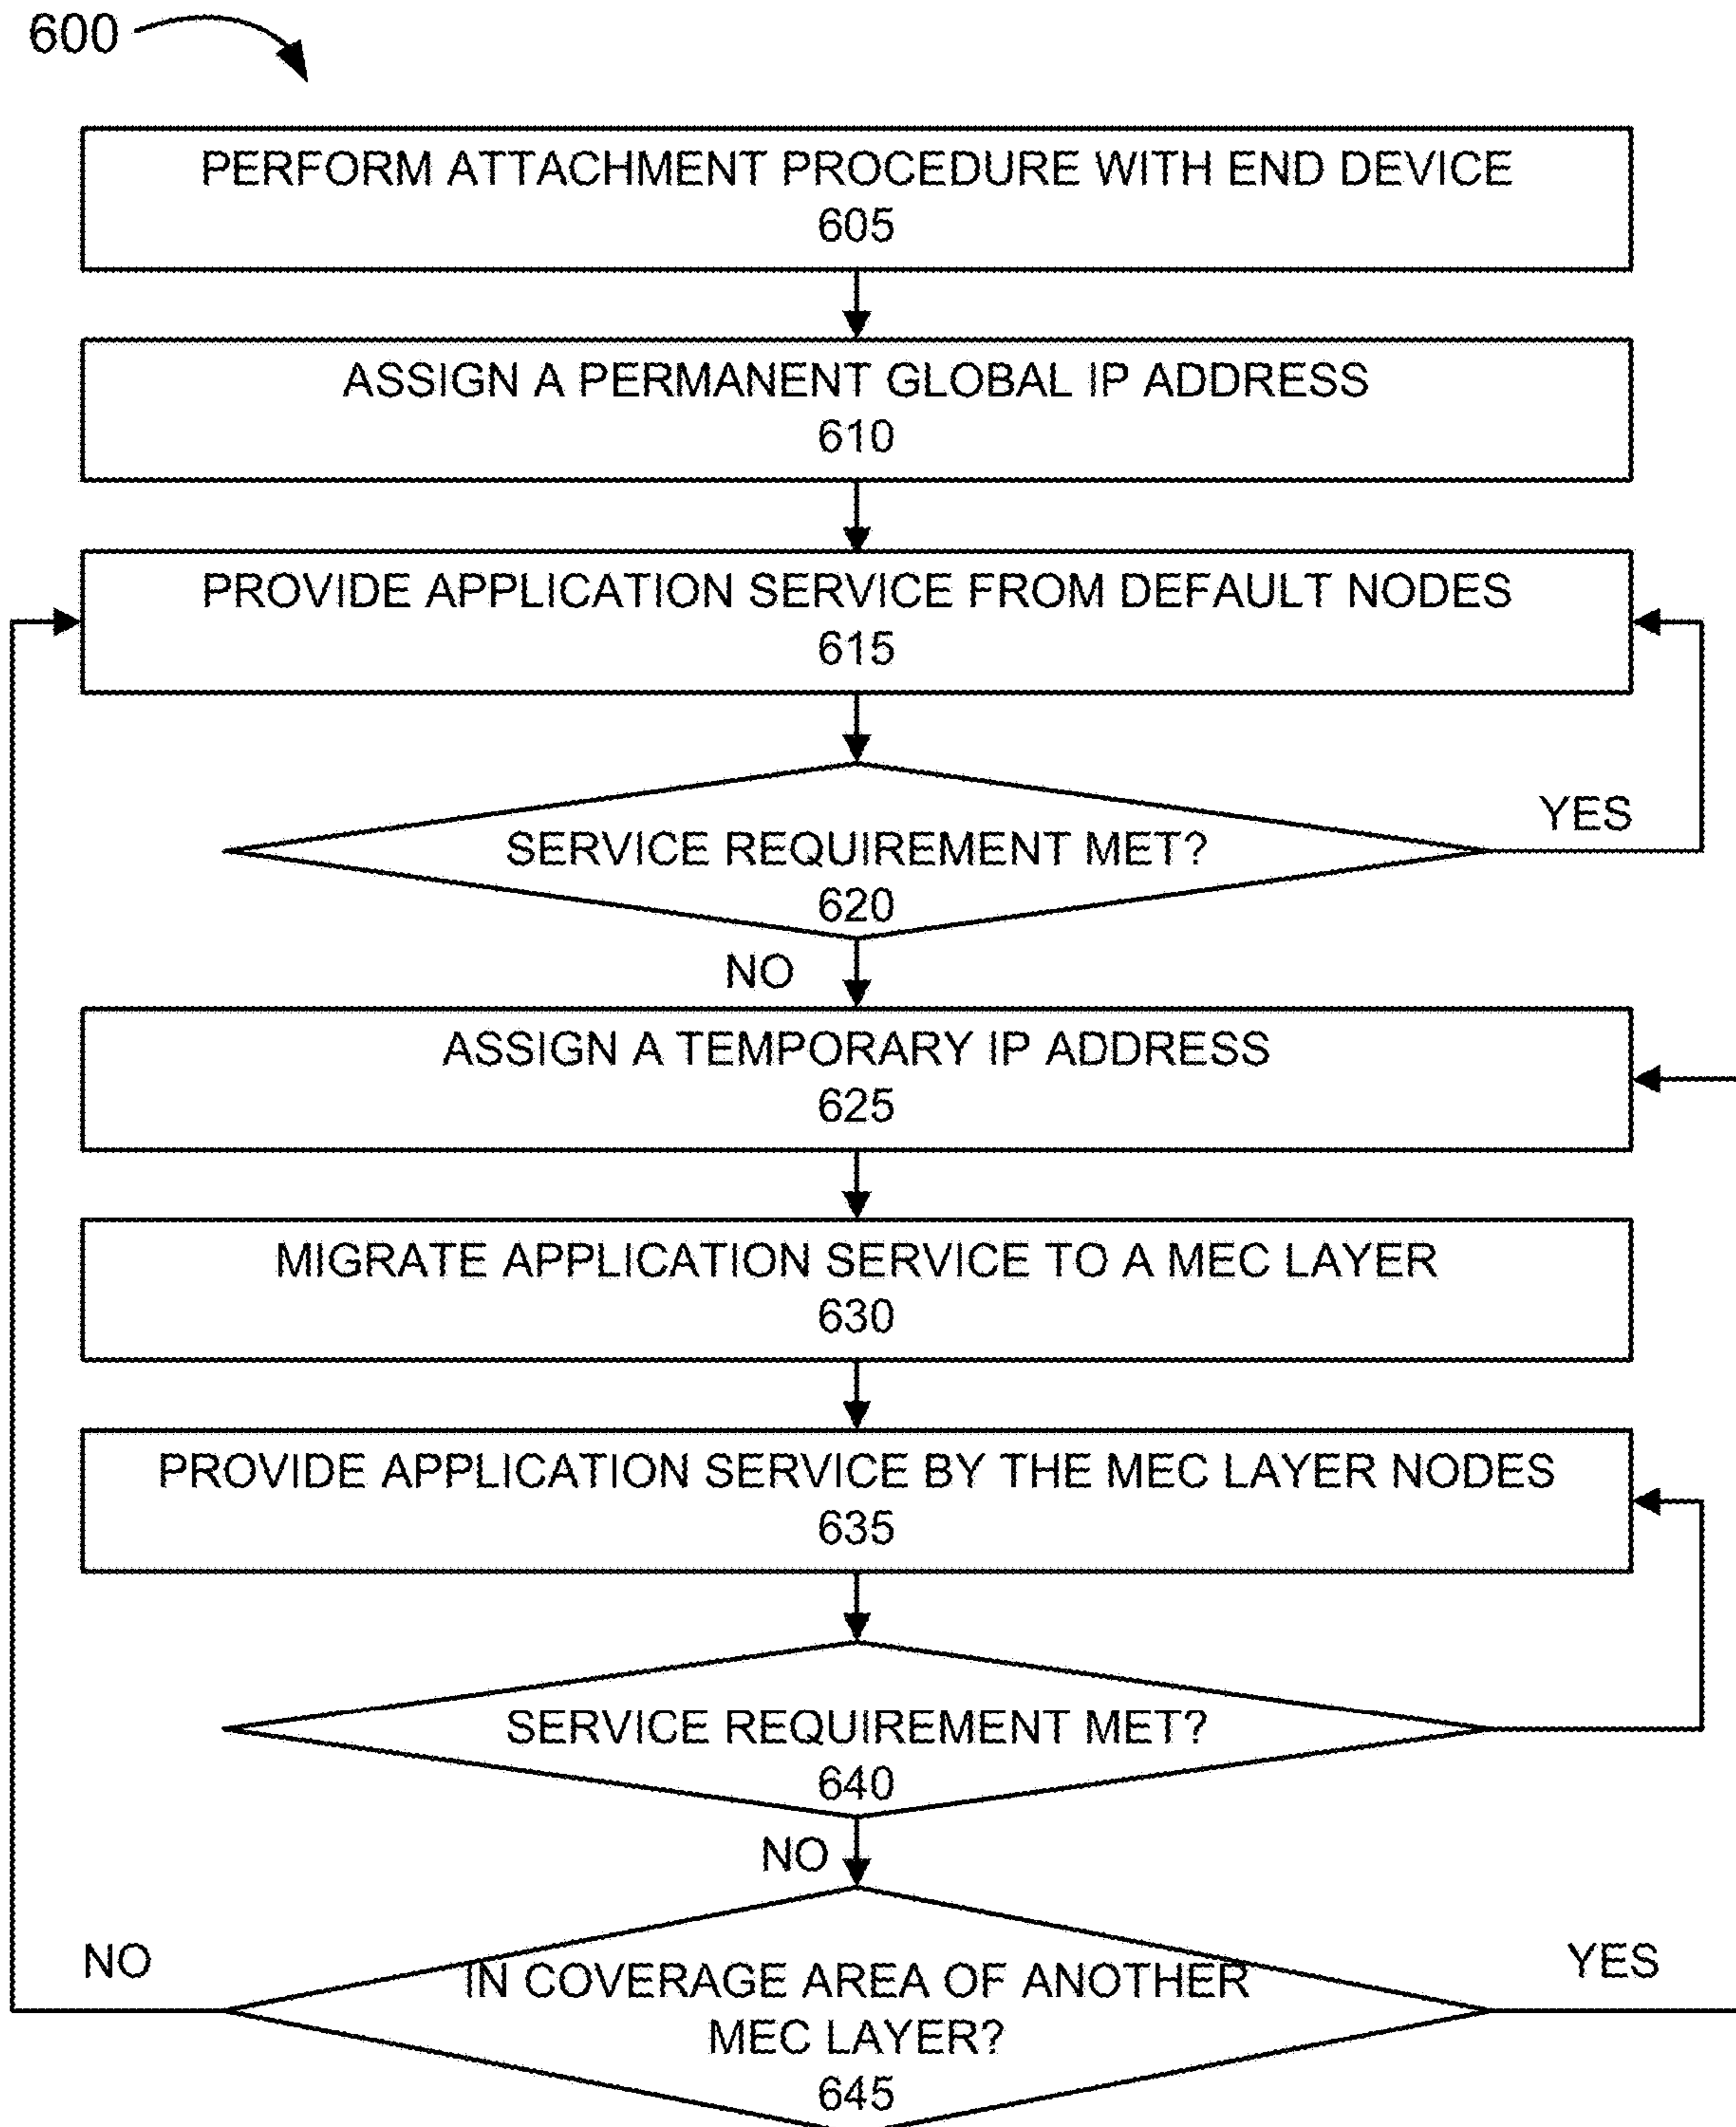 600
PERFORM ATTACHMENT PROCEDURE WITH END DEVICE
605
ASSIGN A PERMANENT GLOBAL IP ADDRESS
610
PROVIDE APPLICATION SERVICE FROM DEFAULT NODES
615
YES
SERVICE REQUIREMENT MET?
620
NO
ASSIGN A TEMPORARY IP ADDRESS
625
MIGRATE APPLICATION SERVICE TO A MEC LAYER
630
PROVIDE APPLICATION SERVICE BY THE MEC LAYER NODES
635
SERVICE REQUIREMENT MET?
640
NO
NO
YES
IN COVERAGE AREA OF ANOTHER
MEC LAYER?
645